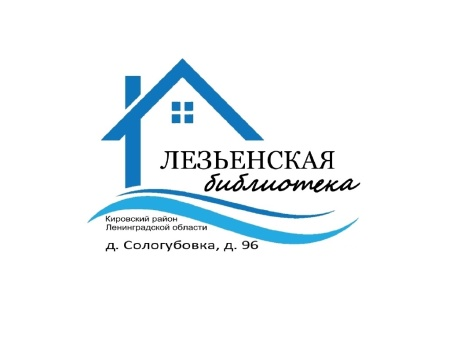 ЛЕЗЬЕНСКАЯ
библиотека
Кировский район
Ленинградской области
д. Сологубовка, д. 96